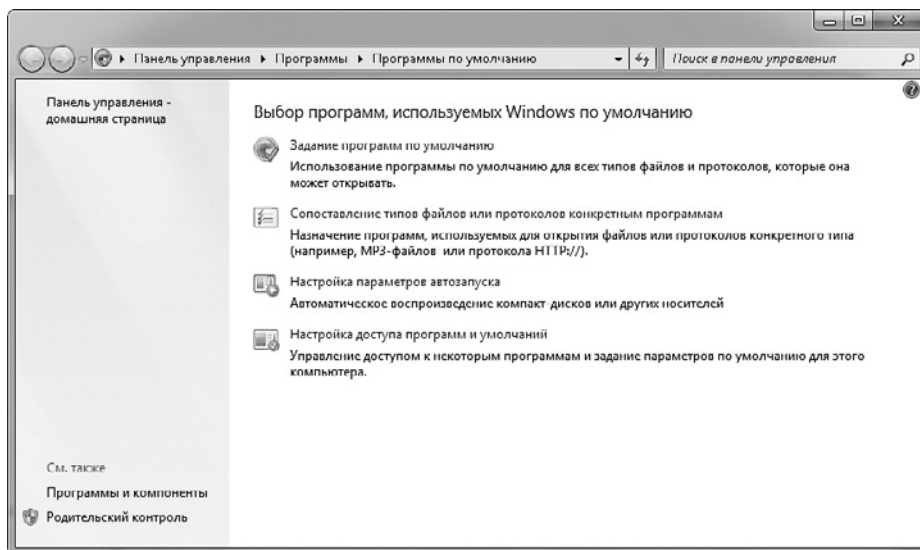 Панель управления ▸ Программы ▸ Программы по умолчанию
Поиск в панели управления
Панель управления -
домашняя страница
Выбор программ, используемых Windows по умолчанию
Задание программ по умолчанию
Использование программы по умолчанию для всех типов файлов и протоколов, которые она
может открывать.
Сопоставление типов файлов или протоколов конкретным программам
Назначение программ, используемых для открытия файлов или протоколов конкретного типа
(например, MP3-файлов или протокола HTTP://).
Настройка параметров автозапуска
Автоматическое воспроизведение компакт-дисков или других носителей
Настройка доступа программ и умолчаний
Управление доступом к некоторым программам и задание параметров по умолчанию для этого
компьютера.
См. также
Программы и компоненты
Родительский контроль